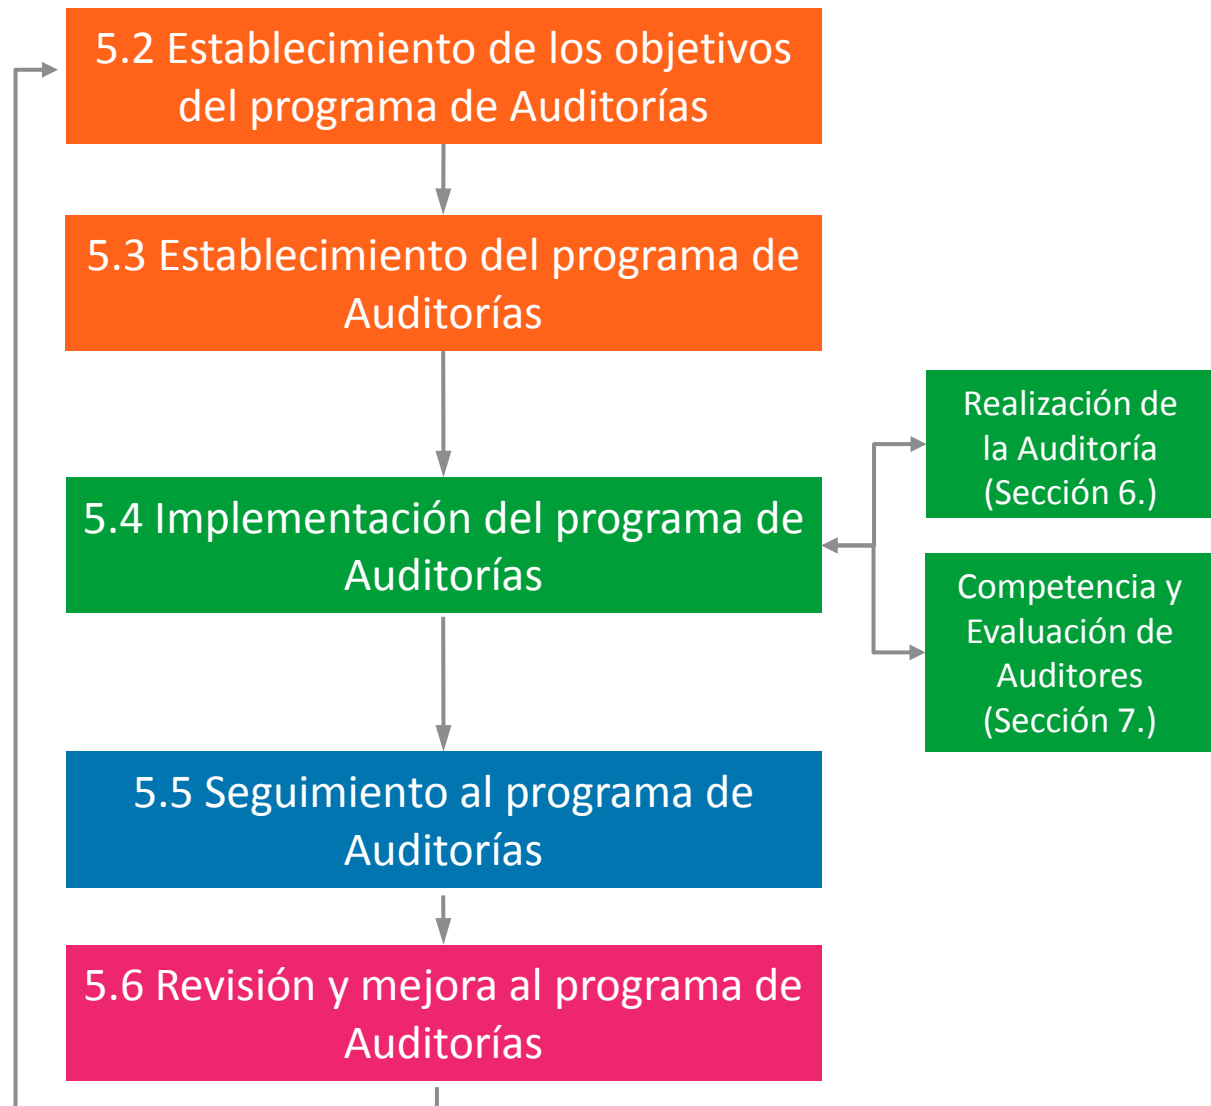 5.2 Establecimiento de los objetivos
del programa de Auditorías
5.3 Establecimiento del programa de
Auditorías
5.4 Implementación del programa de
Auditorías
Realización de
la Auditoría
(Sección 6.)
Competencia y
Evaluación de
Auditores
(Sección 7.)
5.5 Seguimiento al programa de
Auditorías
5.6 Revisión y mejora al programa de
Auditorías